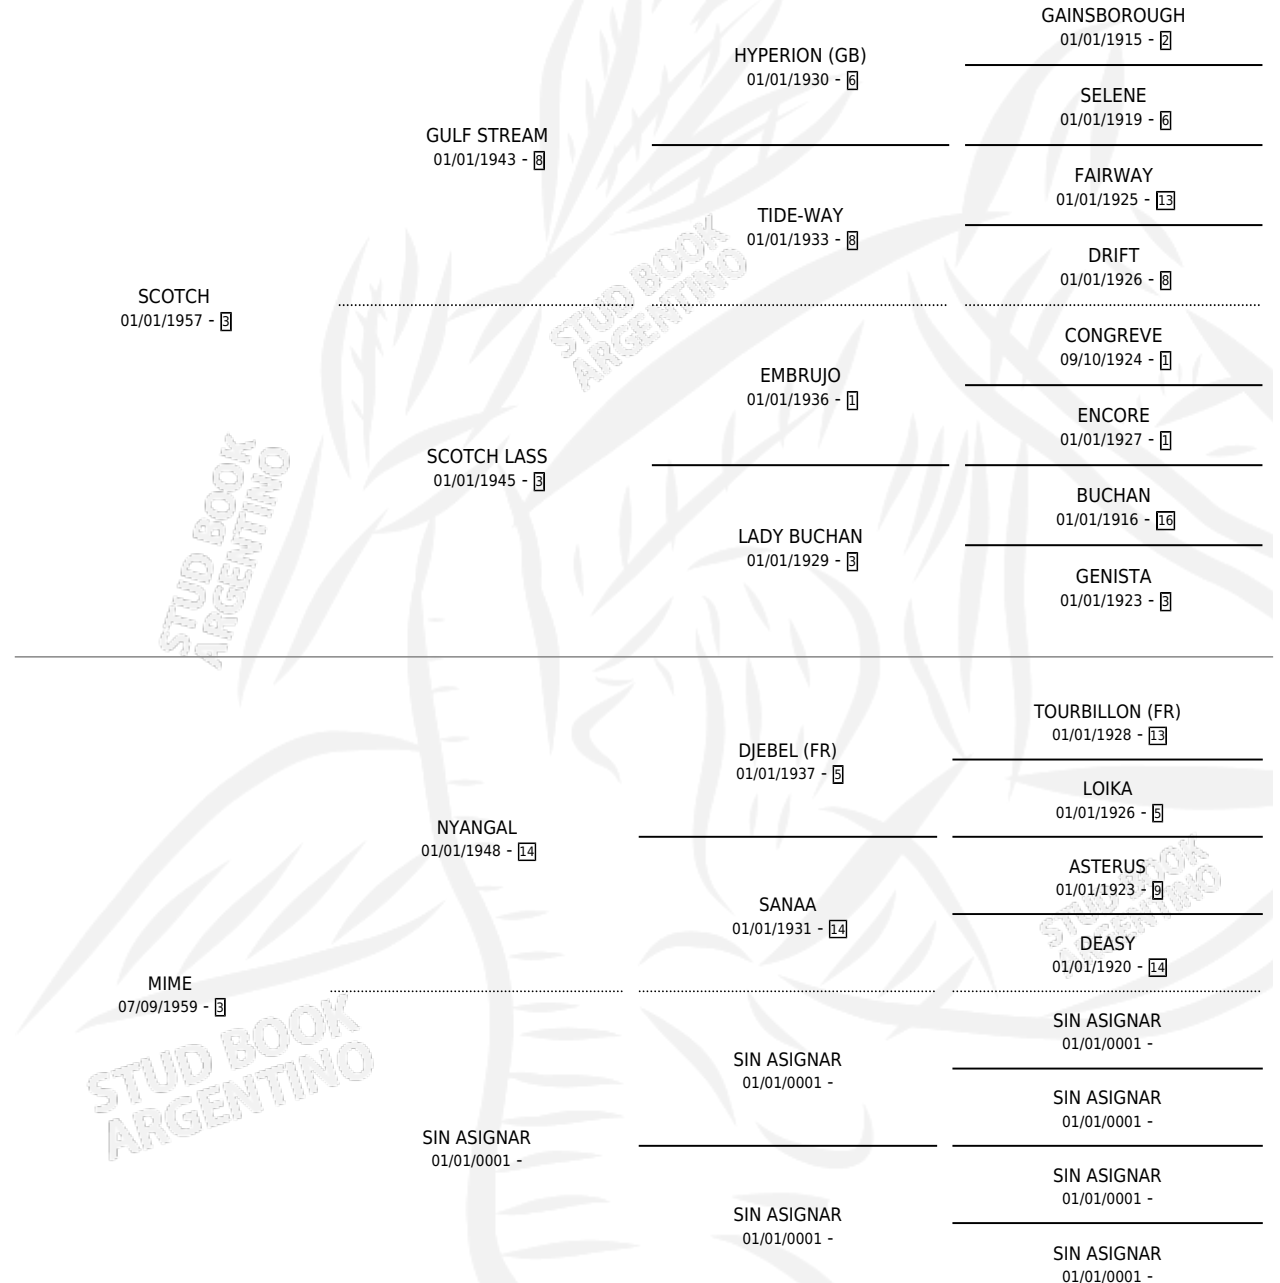 GAINSBOROUGH
01/01/1915 - 2
HYPERION (GB)
01/01/1930 - 6
SELENE
01/01/1919 - 6
GULF STREAM
01/01/1943 - 8
FAIRWAY
01/01/1925 - 13
TIDE-WAY
01/01/1933 - 8
DRIFT
01/01/1926 - 8
SCOTCH
01/01/1957 - 3
CONGREVE
09/10/1924 - 1
EMBRUJO
01/01/1936 - 1
ENCORE
01/01/1927 - 1
SCOTCH LASS
01/01/1945 - 3
BUCHAN
01/01/1916 - 16
LADY BUCHAN
01/01/1929 - 3
GENISTA
01/01/1923 - 3
TOURBILLON (FR)
01/01/1928 - 13
DJEBEL (FR)
01/01/1937 - 5
LOIKA
01/01/1926 - 5
NYANGAL
01/01/1948 - 14
ASTERUS
01/01/1923 - 9
SANAA
01/01/1931 - 14
DEASY
01/01/1920 - 14
MIME
07/09/1959 - 3
SIN ASIGNAR
01/01/0001 -
SIN ASIGNAR
01/01/0001 -
SIN ASIGNAR
01/01/0001 -
SIN ASIGNAR
01/01/0001 -
SIN ASIGNAR
01/01/0001 -
SIN ASIGNAR
01/01/0001 -
SIN ASIGNAR
01/01/0001 -
STUD BOOK
ARGENTINO
STUD BOOK
ARGENTINO
STUD BOOK
ARGENTINO
STUD BOOK
ARGENTINO